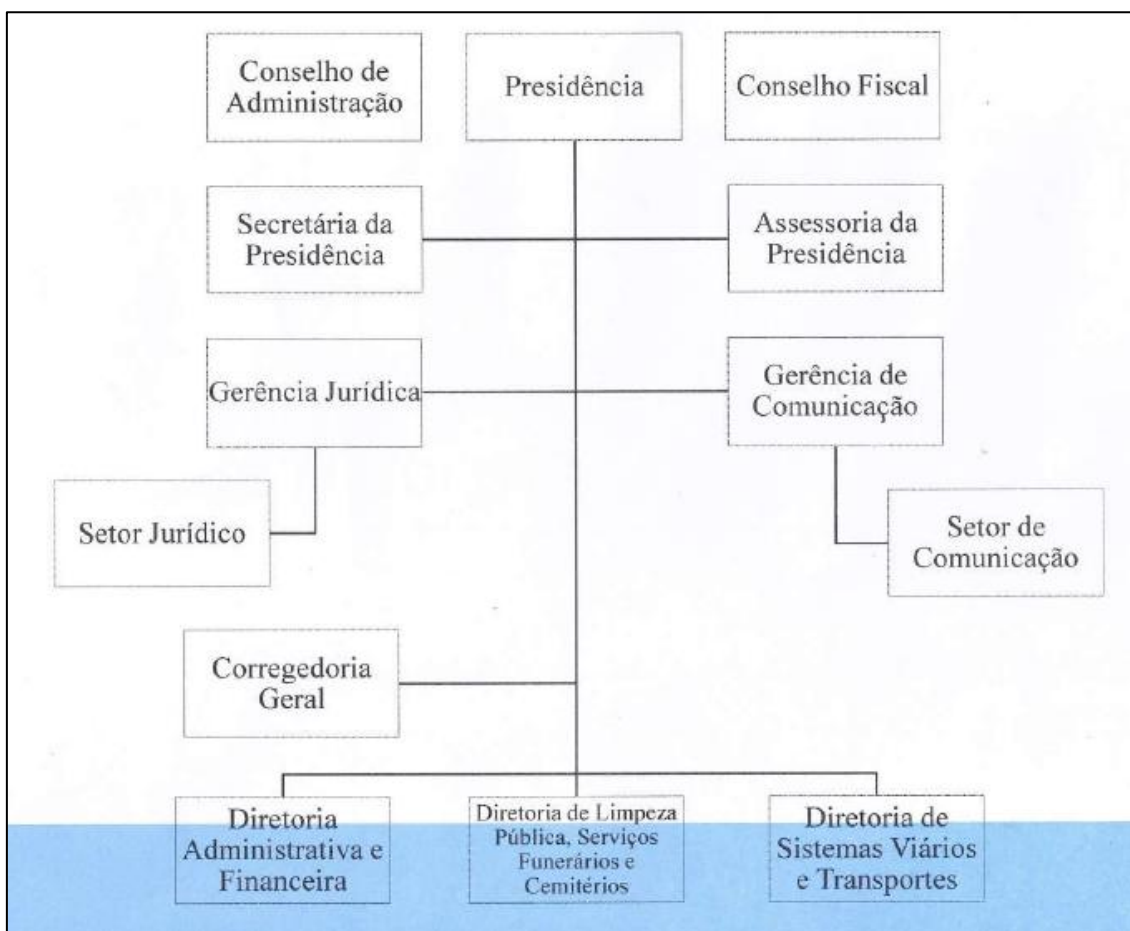 Conselho de
Administração
Presidência
Conselho Fiscal
Secretária da
Presidência
Assessoria da
Presidência
Gerência Jurídica
Gerência de
Comunicação
Setor Jurídico
Setor de
Comunicação
Corregedoria
Geral
Diretoria
Administrativa e
Financeira
Diretoria de Limpeza
Pública, Serviços
Funerários e
Cemitérios
Diretoria de
Sistemas Viários
e Transportes